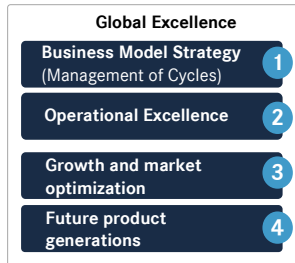 Global Excellence
Business Model Strategy
(Management of Cycles)
1
Operational Excellence
2
Growth and market
optimization
3
Future product
generations
4